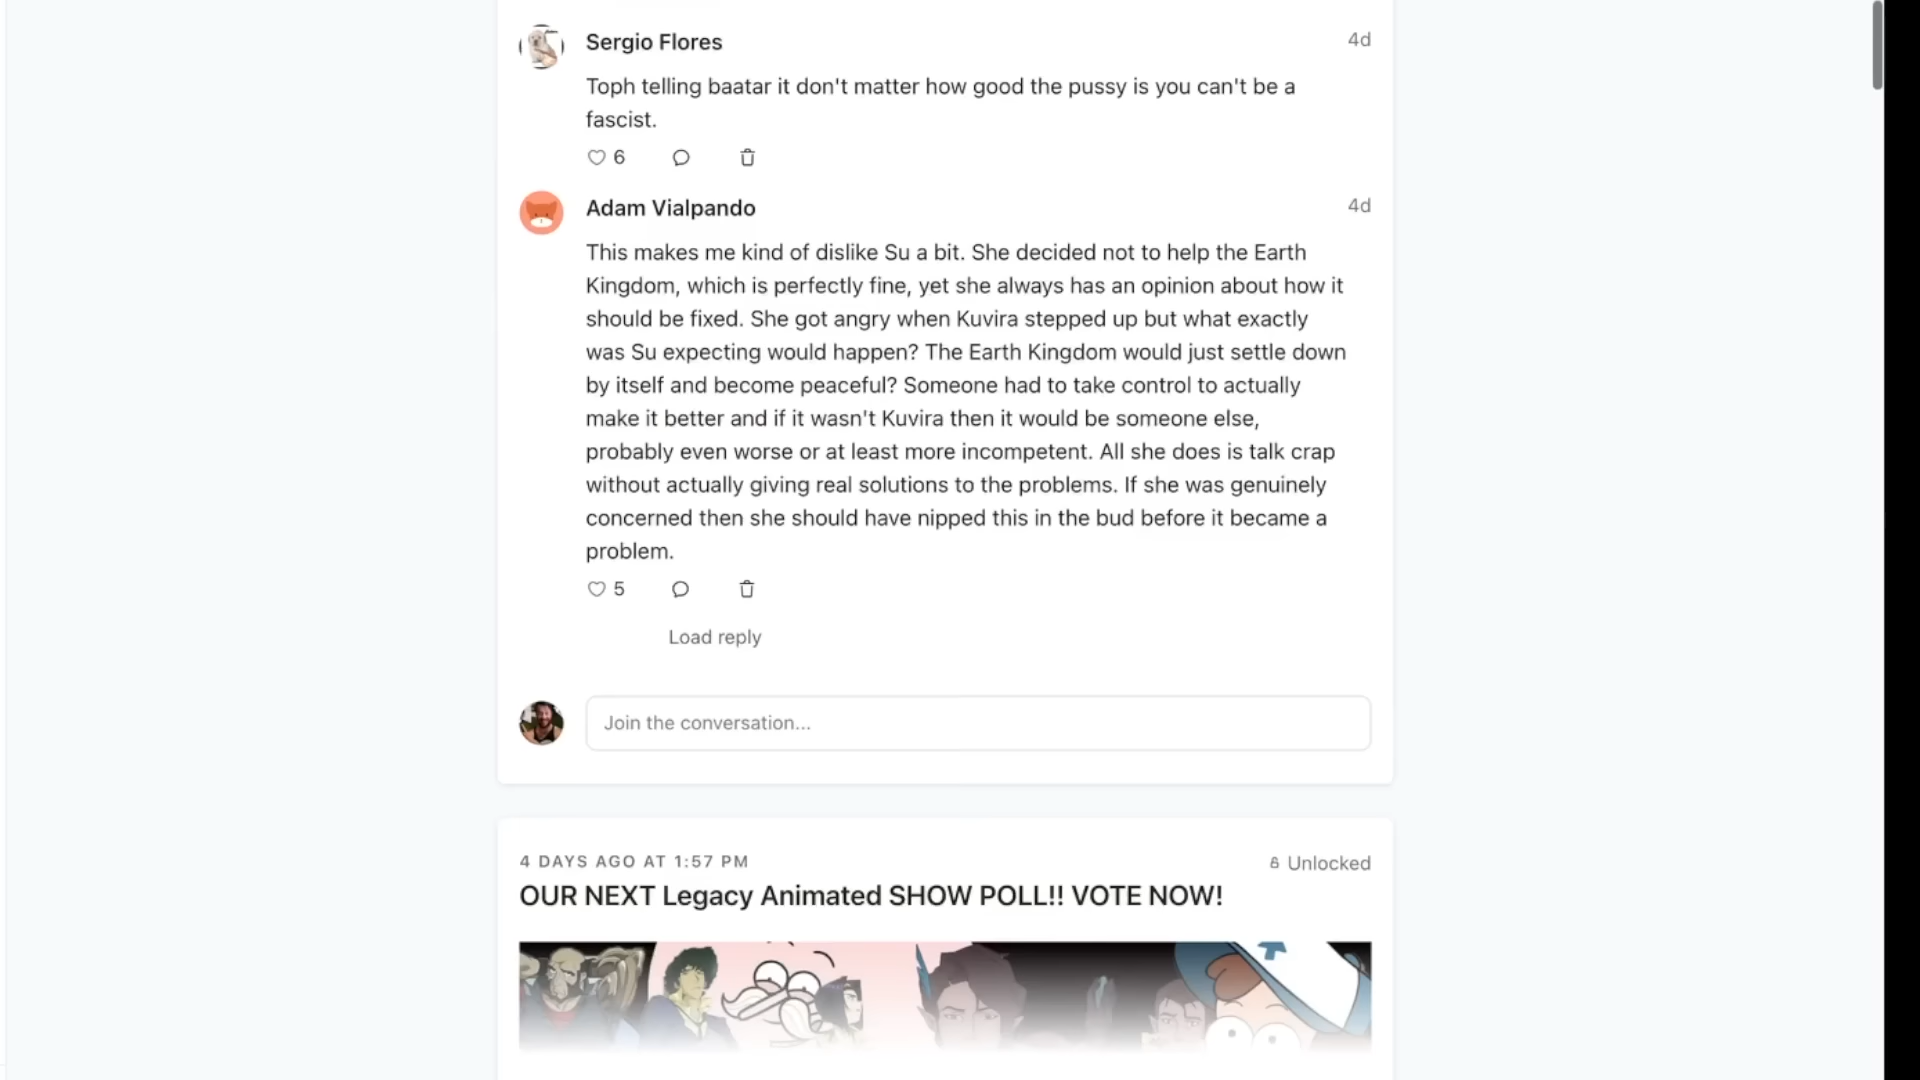 Sergio Flores
4d
Toph telling baatar it don't matter how good the pussy is you can't be a
fascist.
6
Adam Vialpando
4d
This makes me kind of dislike Su a bit. She decided not to help the Earth
Kingdom, which is perfectly fine, yet she always has an opinion about how it
should be fixed. She got angry when Kuvira stepped up but what exactly
was Su expecting would happen? The Earth Kingdom would just settle down
by itself and become peaceful? Someone had to take control to actually
make it better and if it wasn't Kuvira then it would be someone else,
probably even worse or at least more incompetent. All she does is talk crap
without actually giving real solutions to the problems. If she was genuinely
concerned then she should have nipped this in the bud before it became a
problem.
5
Load reply
Join the conversation...
4 DAYS AGO AT 1:57 PM
Unlocked
OUR NEXT Legacy Animated SHOW POLL!! VOTE NOW!